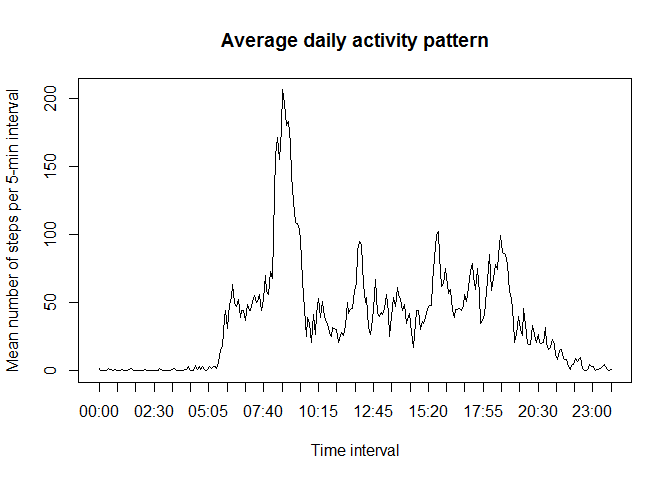 Average daily activity pattern
Mean number of steps per 5-min interval
200
150
100
50
0
00:00 02:30 05:05 07:40 10:15 12:45 15:20 17:55 20:30 23:00
Time interval